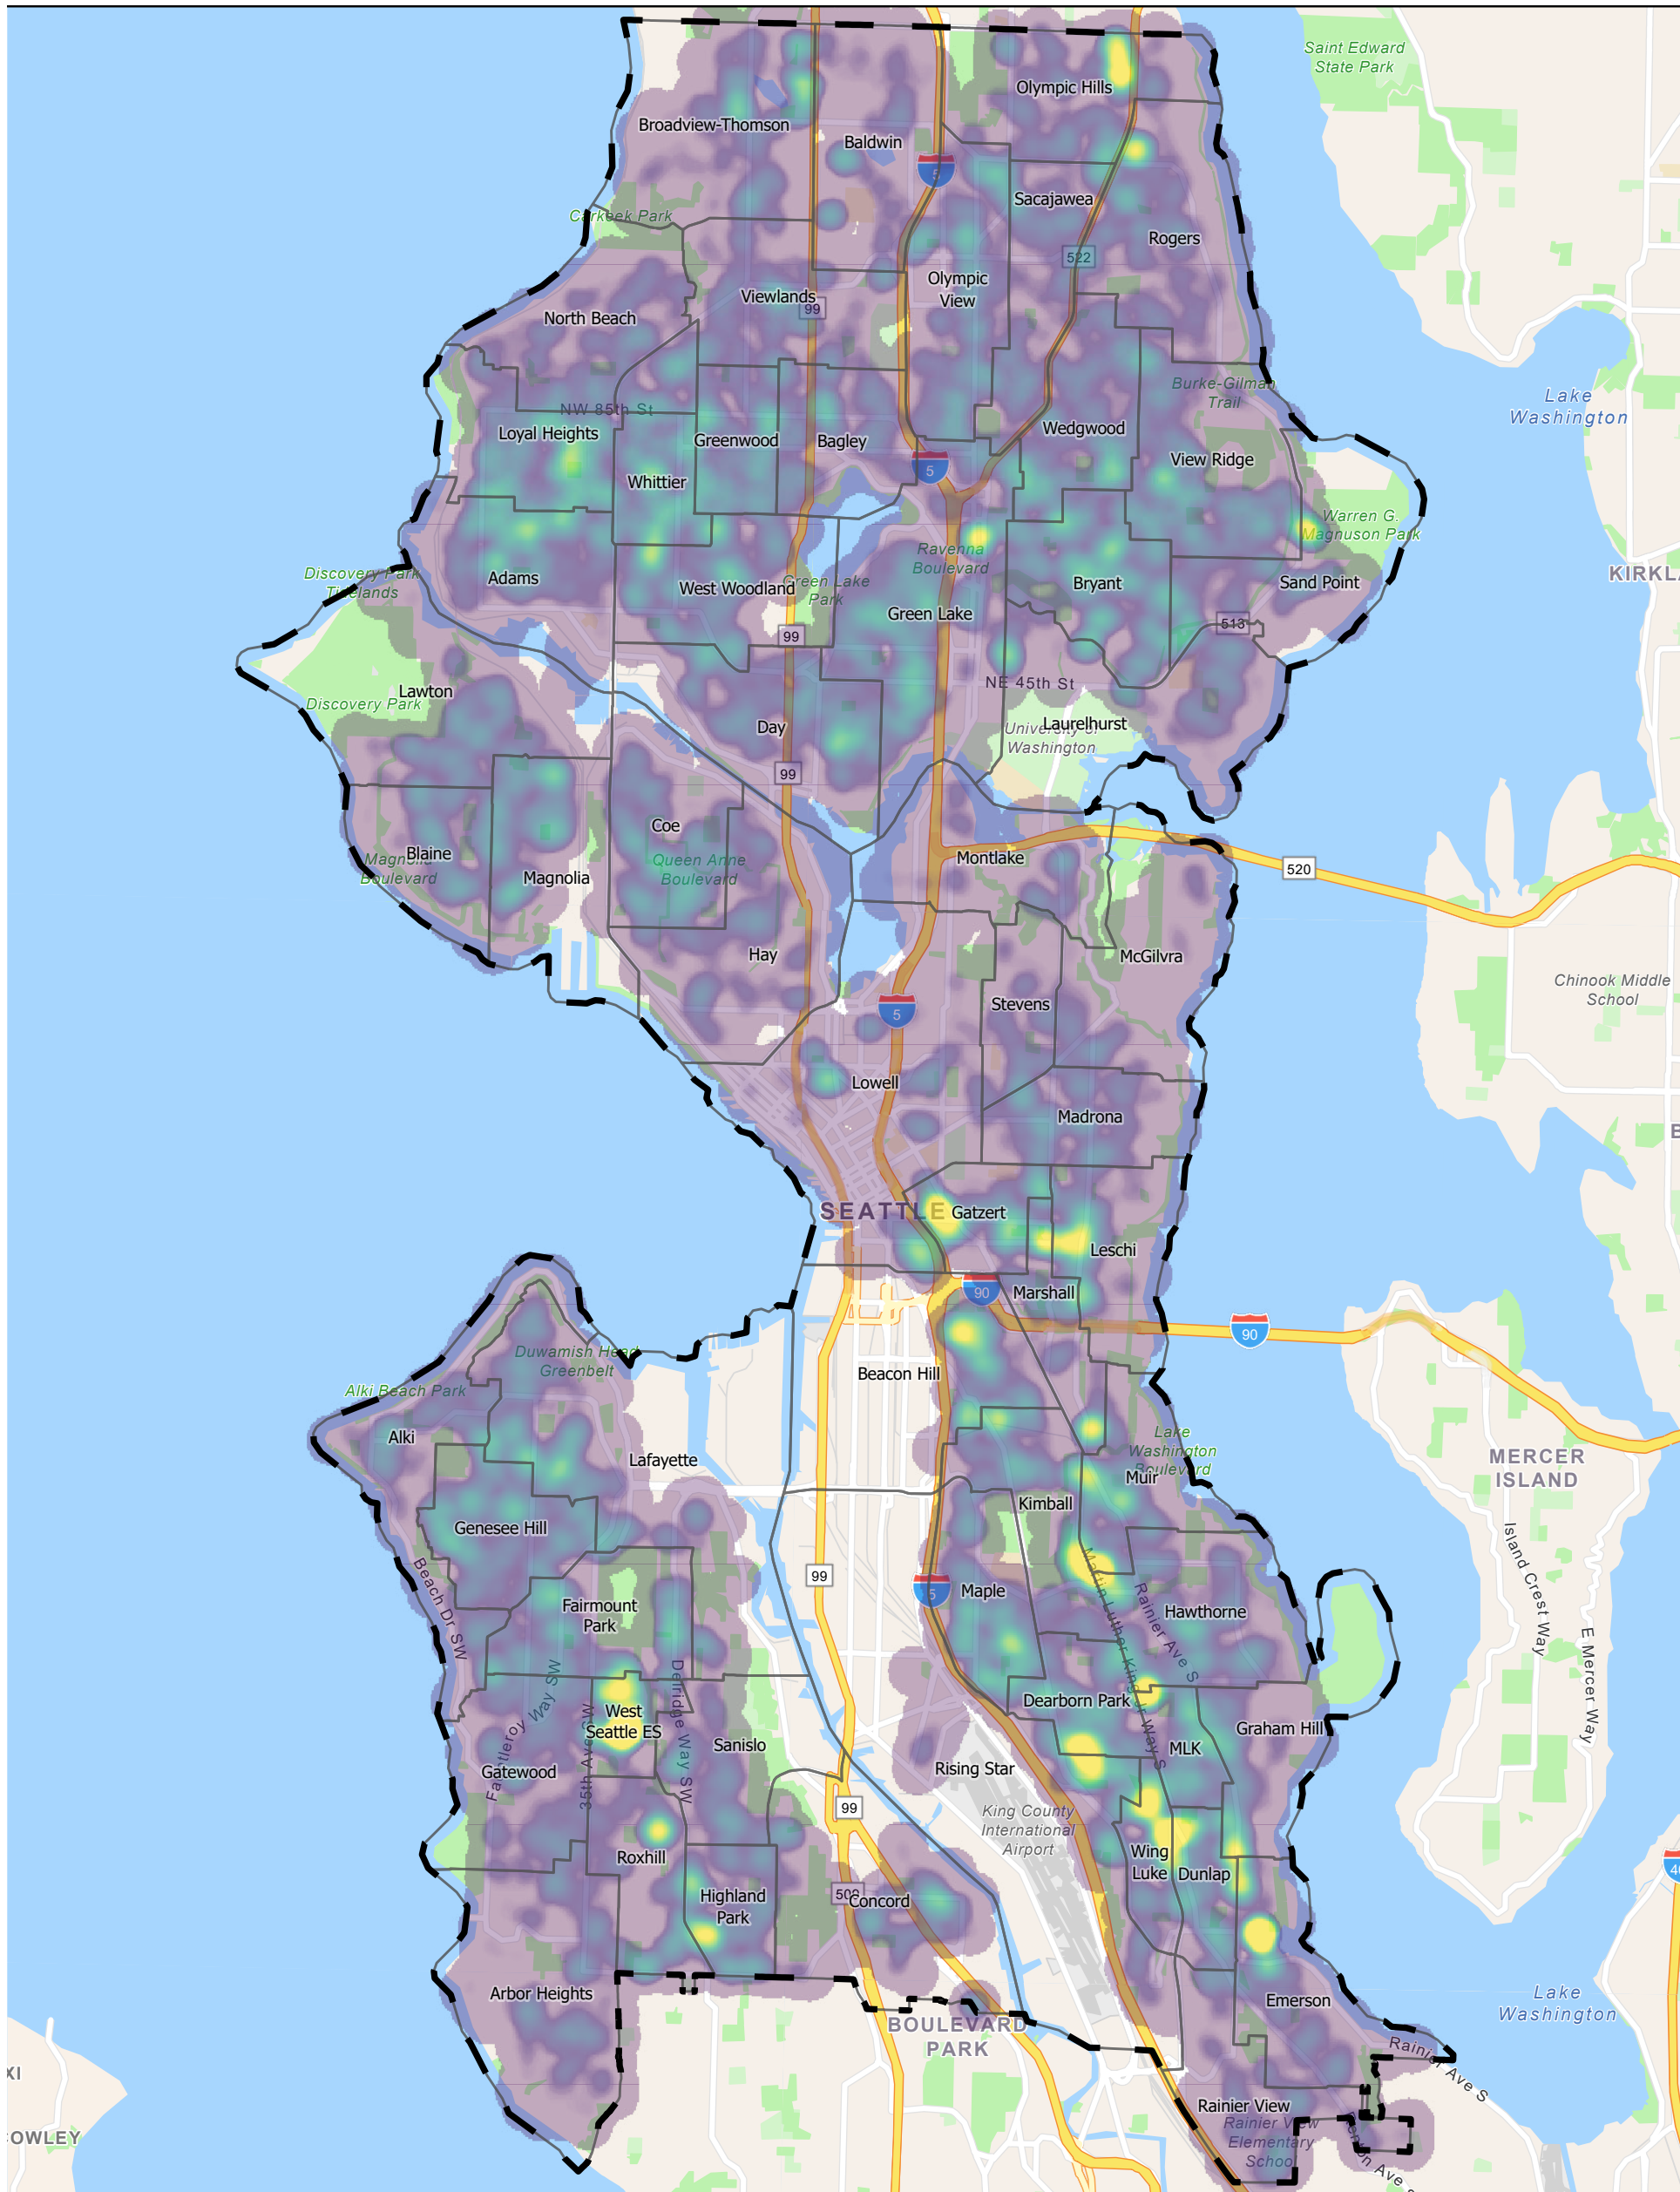 Saint Edward
State Park
Olympic Hills
Broadview-Thomson
Baldwin
5
Sacajawea
Carkeek Park
Rogers
522
Olympic
View
Viewlands
99
North Beach
Burke-Gilman
Trail
Lake
Washington
NW 85th St
Loyal Heights
Greenwood
Bagley
Wedgwood
View Ridge
5
Whittier
Warren G.
Magnuson Park
Ravenna
Boulevard
KIRKL
Discovery Park
Tidelands
Adams
West Woodland
Green Lake
Park
Bryant
Sand Point
Green Lake
513
99
NE 45th St
Lawton
Discovery Park
Day
Laurelhurst
University of
Washington
99
Coe
Blaine
Magnolia
Boulevard
Queen Anne
Boulevard
Montlake
520
Magnolia
Hay
McGilvra
Chinook Middle
School
Stevens
5
Lowell
Madrona
B
SEATTLE
Gatzert
Leschi
90
Marshall
90
Duwamish Head
Greenbelt
Beacon Hill
Alki Beach Park
Alki
Lake
Washington
Boulevard
Lafayette
MERCER
ISLAND
Muir
Kimball
Genesee Hill
Island Crest Way
Beach Dr SW
99
5
Maple
Martin Luther King Jr Way S
Rainier Ave S
Fairmount
Park
Hawthorne
E Mercer Way
Delridge Way SW
Fauntleroy Way SW
35th Ave SW
West
Seattle ES
Dearborn Park
Graham Hill
Sanislo
MLK
Gatewood
Rising Star
99
King County
International
Airport
Roxhill
Wing
Luke
Dunlap
40
Highland
Park
509
Concord
Arbor Heights
Emerson
Lake
Washington
BOULEVARD
PARK
Rainier Ave S
XI
Rainier View
Rainier View
Elementary
School
Renton Ave S
OWLEY